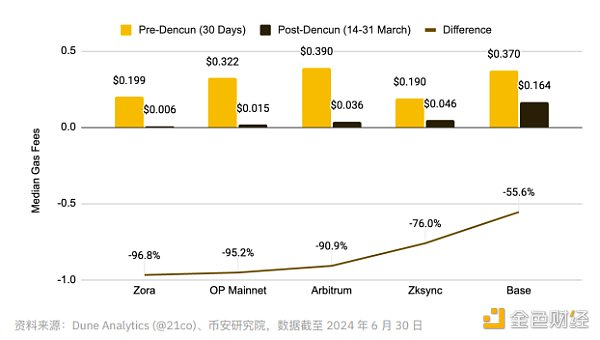 Pre-Dencun (30 Days) Post-Dencun (14-31 March) Difference
0.5
$0.199 $0.322 $0.390 $0.190 $0.370
$0.006 $0.015 $0.036 $0.046 $0.164
0.0
Median Gas Fees
-0.5
-96.8% -95.2% -90.9% -76.0% -55.6%
-1.0
Zora OP Mainnet Arbitrum Zksync Base
资料来源：Dune Analytics (@21co)、币安研究院，数据截至 2024 年 6 月 30 日
金色财经